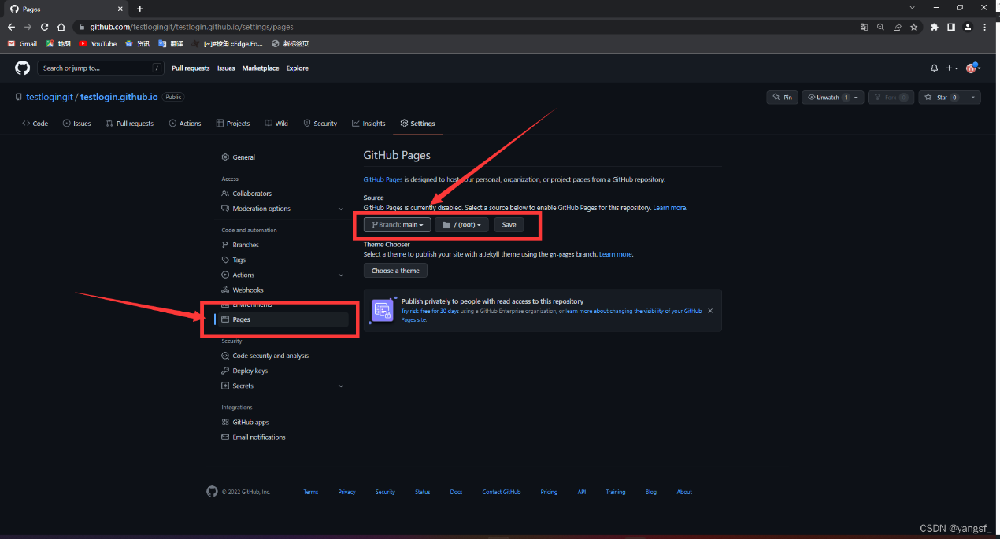 Pages
github.com/testlogingit/testlogin.github.io/settings/pages
Gmail 地图 YouTube 资讯 翻译 [~]#棱角 ::Edge.Fo... 新标签页
Search or jump to... / Pull requests Issues Marketplace Explore
testlogingit / testlogin.github.io Public
Pin Unwatch 1 Fork 0 Star 0
Code Issues Pull requests Actions Projects Wiki Security Insights Settings
General
Access
Collaborators
Moderation options
Code and automation
Branches
Tags
Actions
Webhooks
Environments
Pages
Security
Code security and analysis
Deploy keys
Secrets
Integrations
GitHub apps
Email notifications
GitHub Pages
GitHub Pages is designed to host your personal, organization, or project pages from a GitHub repository.
Source
GitHub Pages is currently disabled. Select a source below to enable GitHub Pages for this repository. Learn more.
Branch: main / (root) Save
Theme Chooser
Select a theme to publish your site with a Jekyll theme using the gh-pages branch. Learn more.
Choose a theme
Publish privately to people with read access to this repository
Try risk-free for 30 days using a GitHub Enterprise organization, or learn more about changing the visibility of your GitHub
Pages site.
© 2022 GitHub, Inc. Terms Privacy Security Status Docs Contact GitHub Pricing API Training Blog About
CSDN @yangsf_